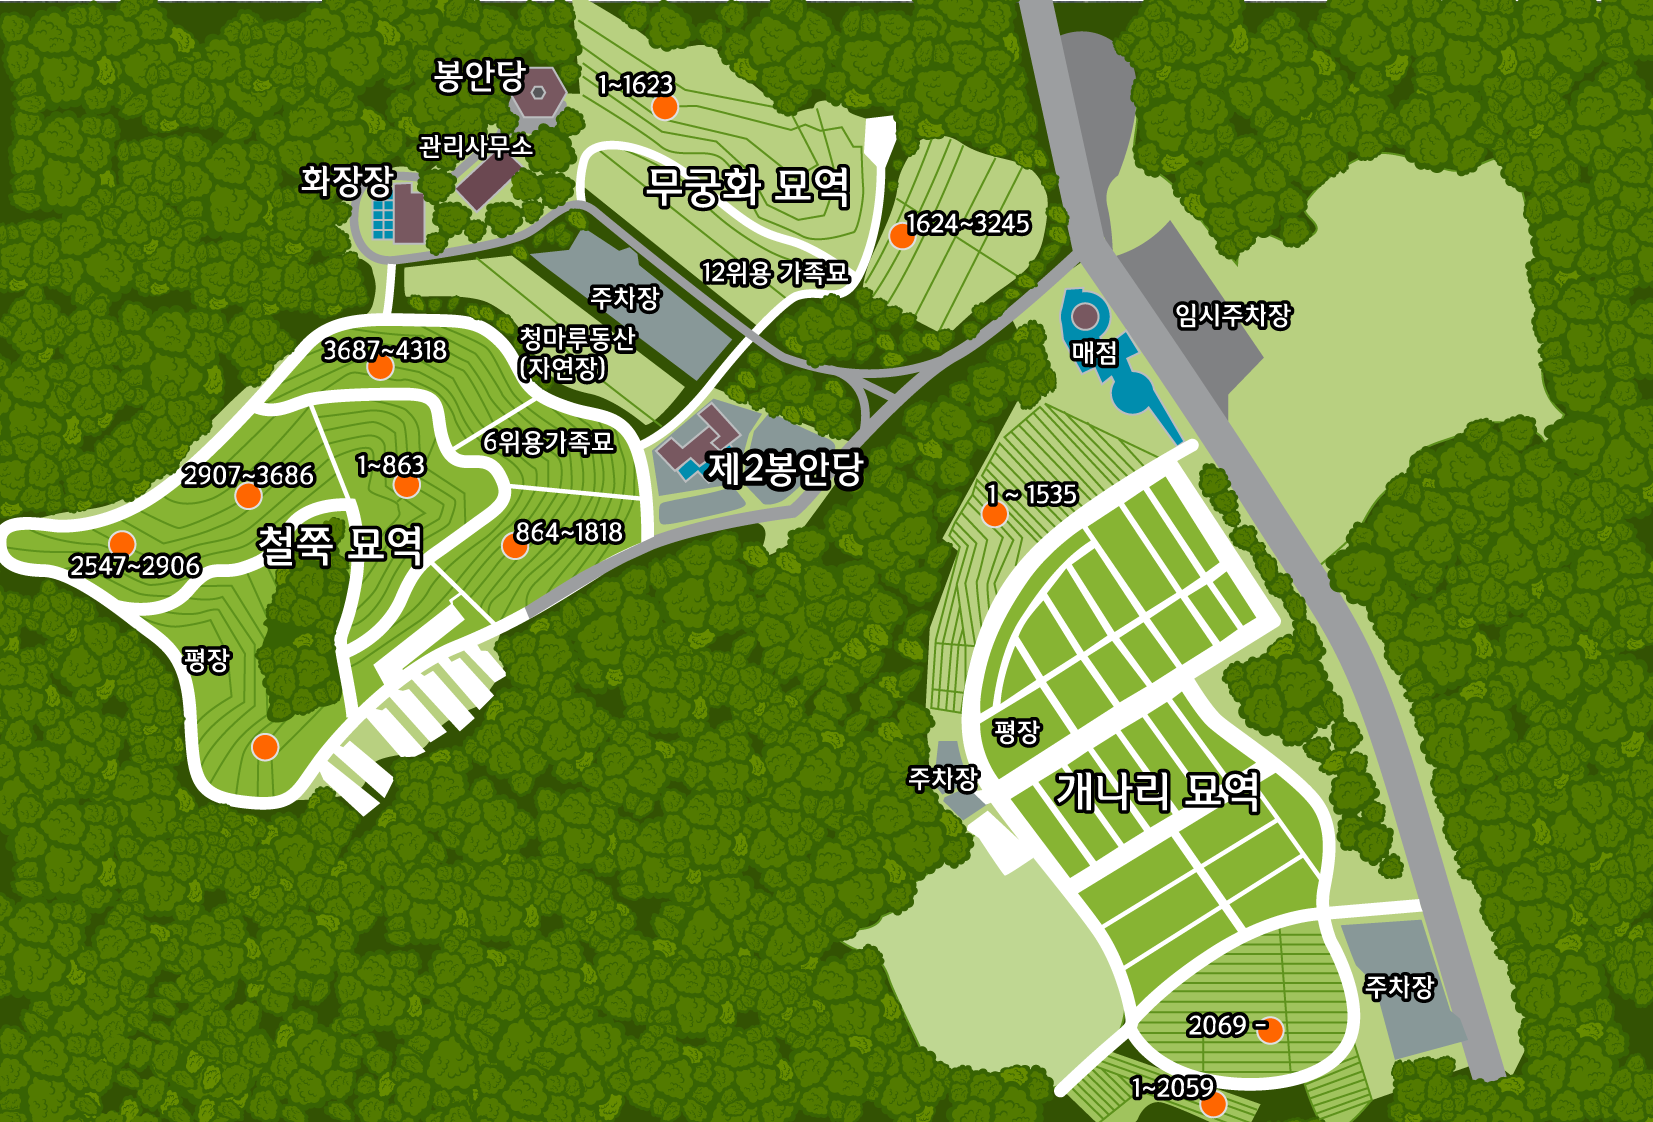 봉안당
1~1623
관리사무소
화장장
무궁화 묘역
1624~3245
12위용 가족묘
주차장
임시주차장
청마루동산
(자연장)
3687~4318
매점
6위용가족묘
2907~3686
1~863
제2봉안당
1 ~ 1535
864~1818
철쭉 묘역
2547~2906
평장
평장
주차장
개나리 묘역
주차장
2069 -
1~2059